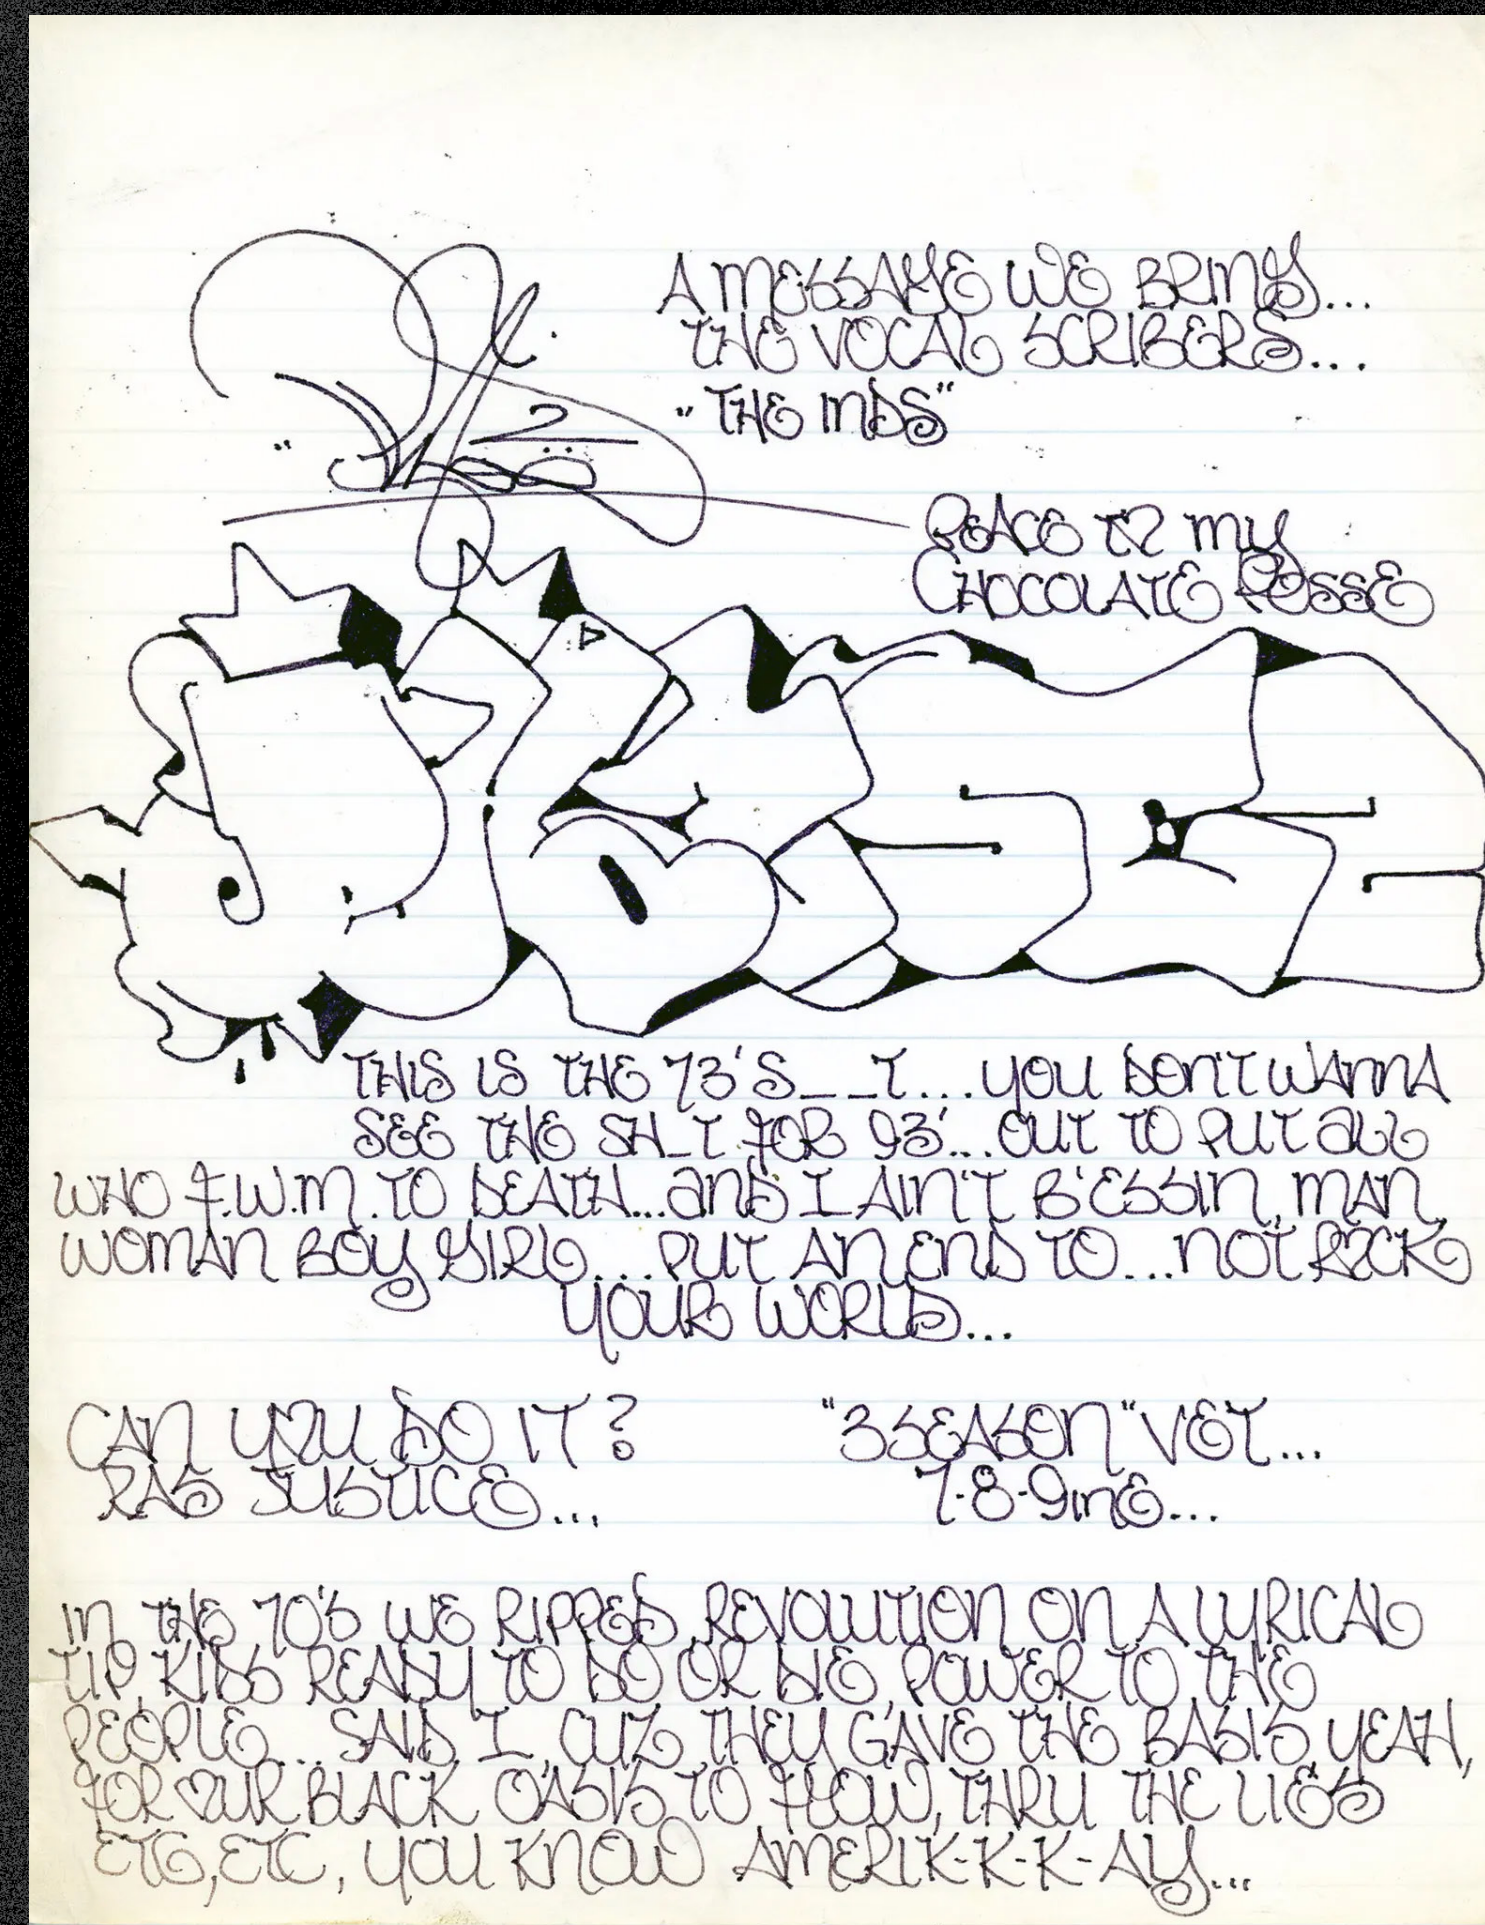 A MESSAGE WE BRING...
THE VOCAL SCRIBERS...
"THE MDS"
2
PEACE TO MY
CHOCOLATE POSSE
THIS IS THE 73'S__T...YOU DON'T WANNA
SEE THE SH_T FOR 93'...OUT TO PUT ALL
WHO F.W.M. TO DEATH...AND I AIN'T B'ESSIN, MAN,
WOMAN BOY GIRL....PUT AN END TO...NOT ROCK
YOUR WORLD...
CAN YOU DO IT?
RAS JUSTICE...
"3 SEASON" VET...
7-8-9INE...
IN THE 70'S WE RIPPED, REVOLUTION ON A LYRICAL
TIP, KIDS READY TO DO OR DIE, POWER TO THE
PEOPLE... SAID, I, CUZ, THEY GAVE THE BASIS, YEAH,
FOR OUR BLACK OASIS TO FLOW, THRU THE LIES
ETC, ETC, YOU KNOW AMERIK-K-K-AY...